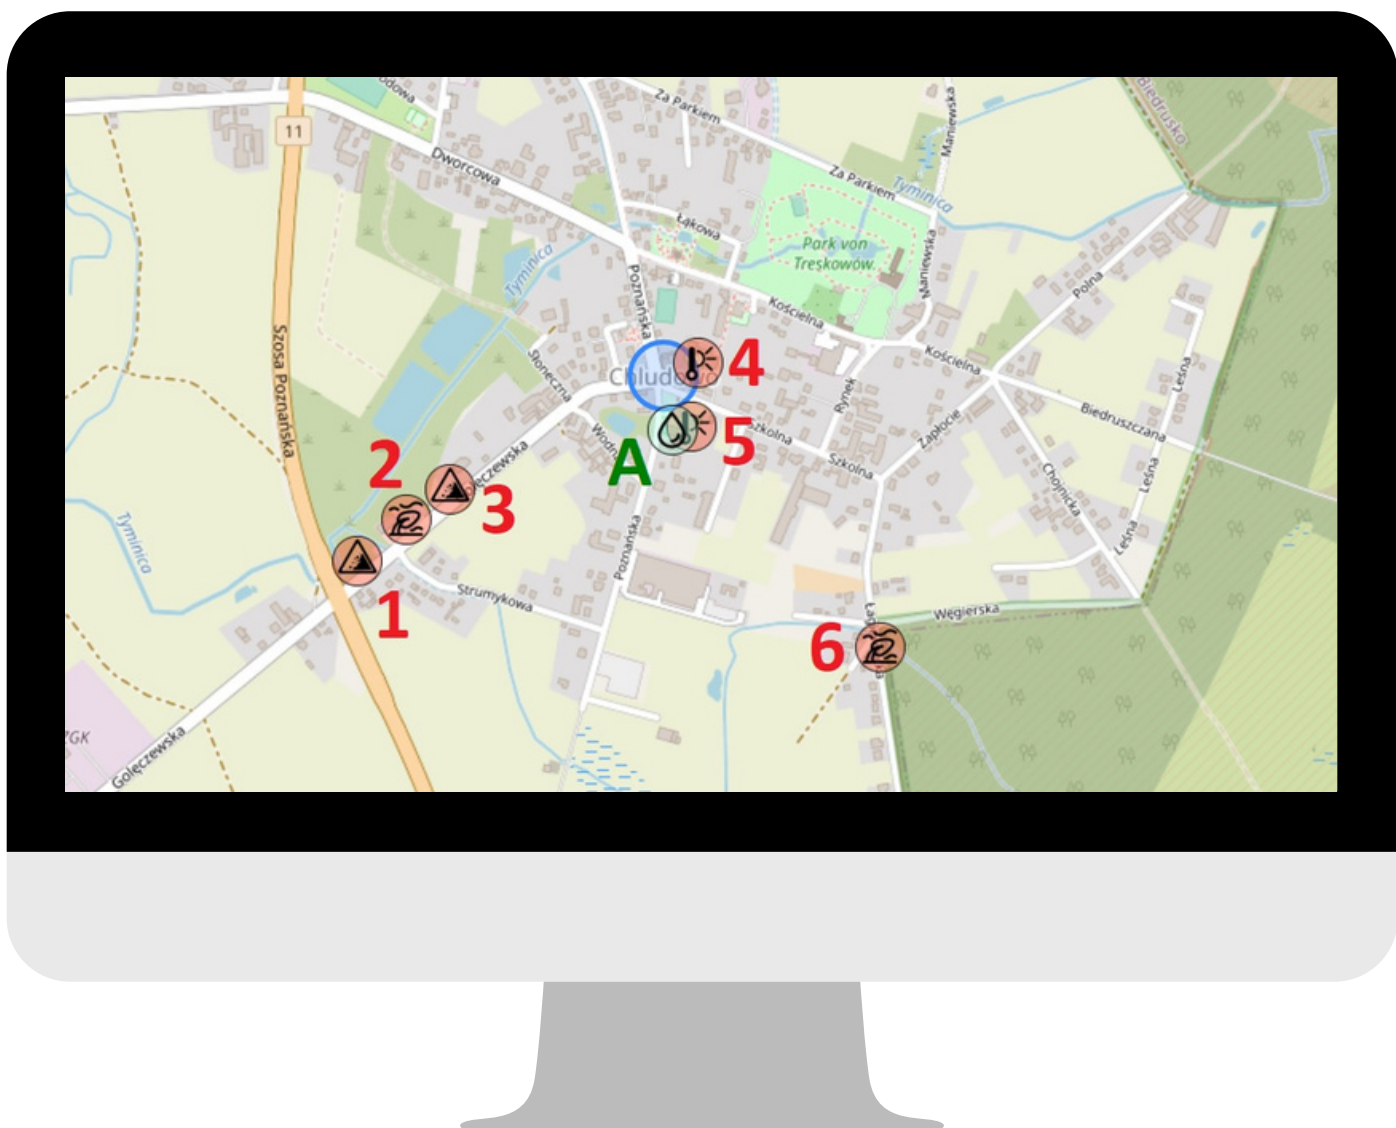 Biedrusko
Za Parkiem
Maniewska
11
Dworcowa
Za Parkiem
Tyminica
Łąkowa
Park von
Treskowów
Maniewska
Tyminica
Poznańska
Polna
Kościelna
Szosa Poznańska
Słoneczna
Kościelna
Leśna
4
Rynek
Biedruszczana
Zapłocie
Szkolna
5
A
Szkolna
2
3
Chojnicka
Leśna
Tyminica
Poznańska
Leśna
1
Strumykowa
Węgierska
6
Golęczewska